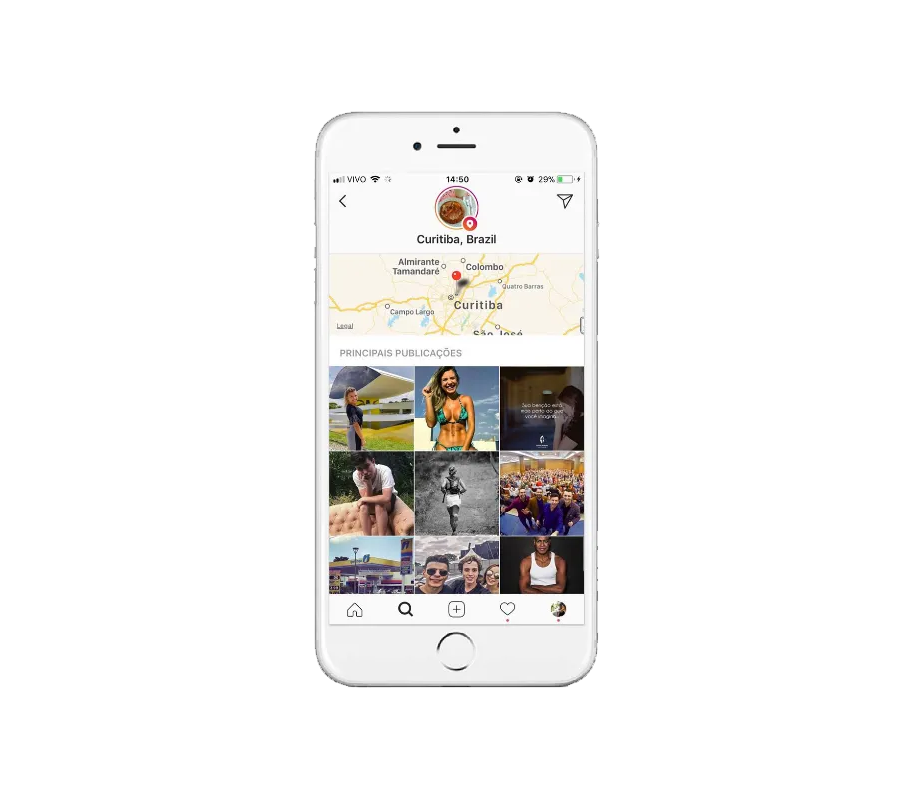 VIVO
14:50
29%
Curitiba, Brazil
Almirante
Tamandaré
Colombo
Quatro Barras
Curitiba
Campo Largo
São José
Legal
PRINCIPAIS PUBLICAÇÕES
Sua benção está
mais perto do que
você imagina...